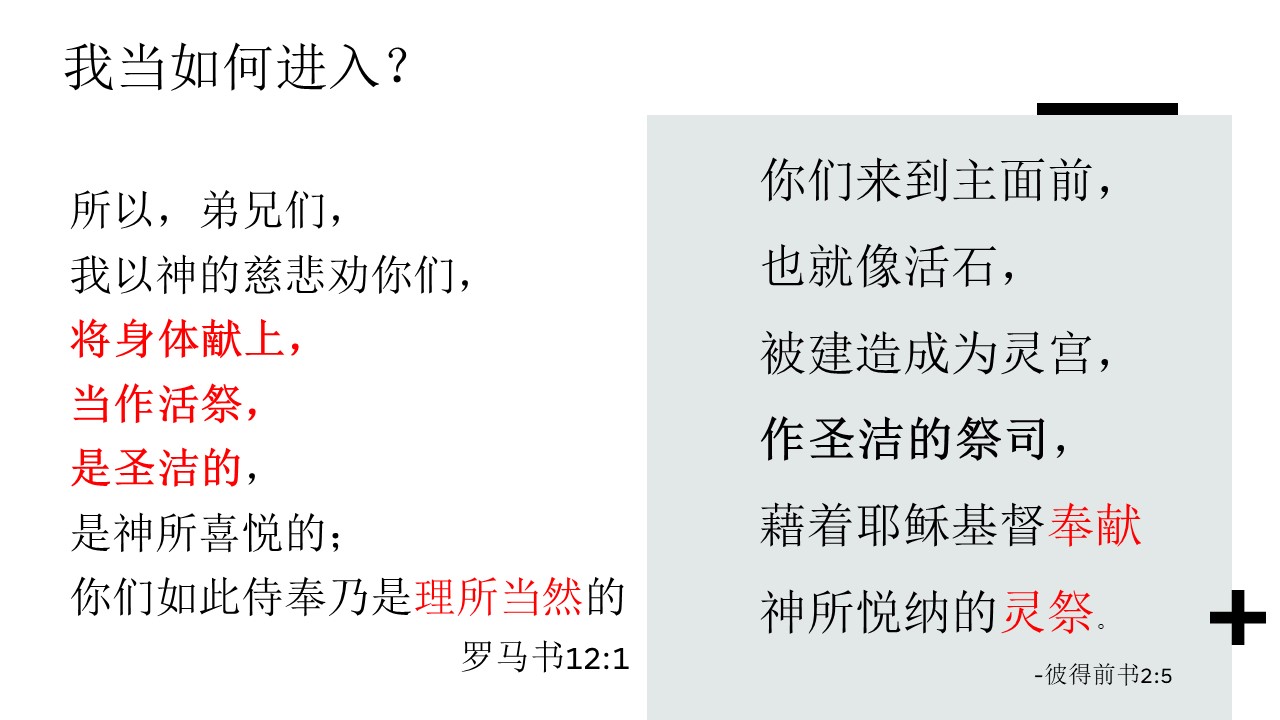 我当如何进入？
所以，弟兄们，
我以神的慈悲劝你们，
将身体献上，
当作活祭，
是圣洁的，
是神所喜悦的；
你们如此侍奉乃是理所当然的
罗马书12:1
你们来到主面前，
也就像活石，
被建造成为灵宫，
作圣洁的祭司，
藉着耶稣基督奉献
神所悦纳的灵祭。
-彼得前书2:5